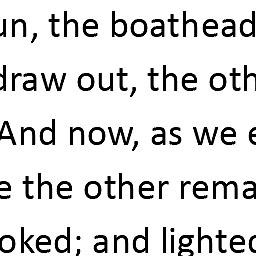 un, the boathead
draw out, the oth
And now, as we e
e the other rema
oked; and lighted